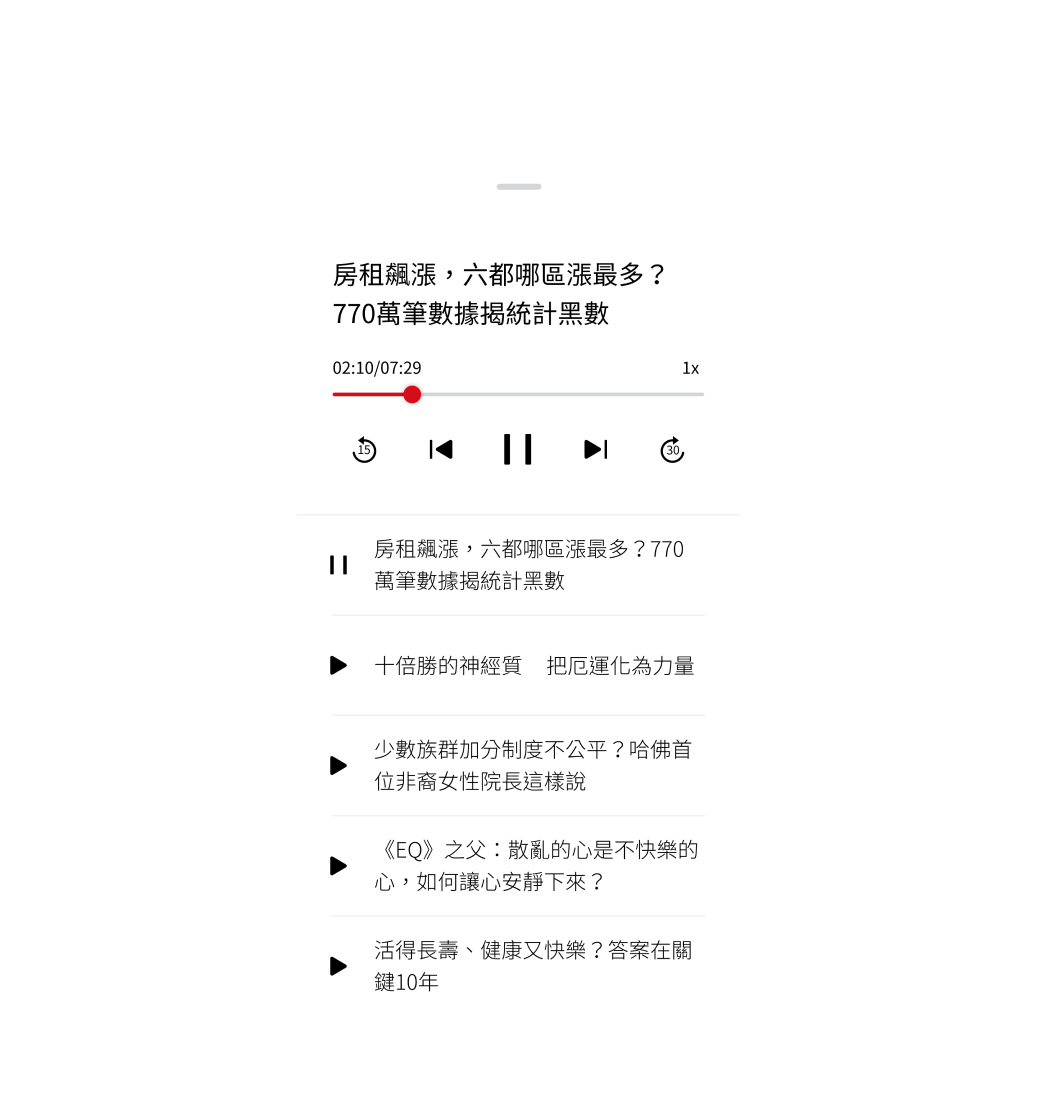 房租飆漲，六都哪區漲最多？
770萬筆數據揭統計黑數
02:10/07:29
1x
15
30
房租飆漲，六都哪區漲最多？770
萬筆數據揭統計黑數
十倍勝的神經質　把厄運化為力量
少數族群加分制度不公平？哈佛首
位非裔女性院長這樣說
《EQ》之父：散亂的心是不快樂的
心，如何讓心安靜下來？
活得長壽、健康又快樂？答案在關
鍵10年